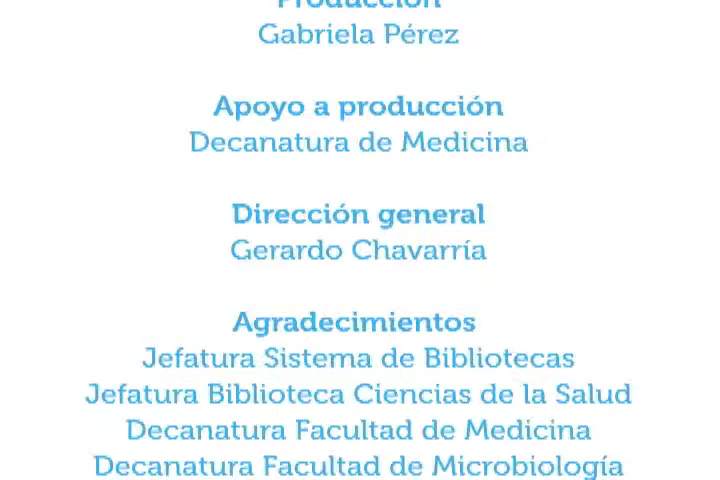 Producción
Gabriela Pérez
Apoyo a producción
Decanatura de Medicina
Dirección general
Gerardo Chavarría
Agradecimientos
Jefatura Sistema de Bibliotecas
Jefatura Biblioteca Ciencias de la Salud
Decanatura Facultad de Medicina
Decanatura Facultad de Microbiología